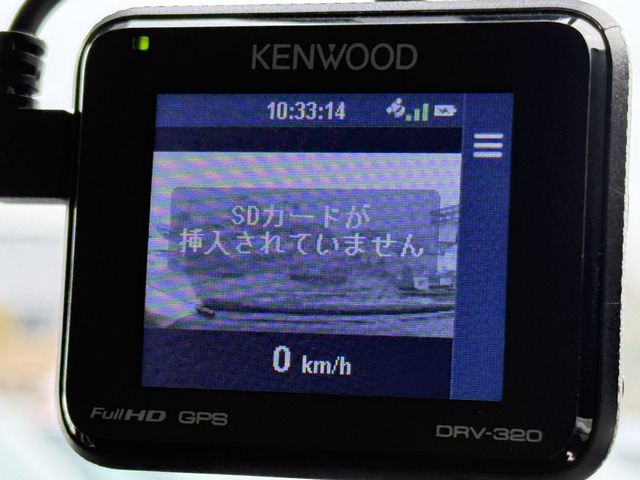 KENWOOD
10:33:14
SDカードが
挿入されていません
0 km/h
Full HD GPS
DRV-320